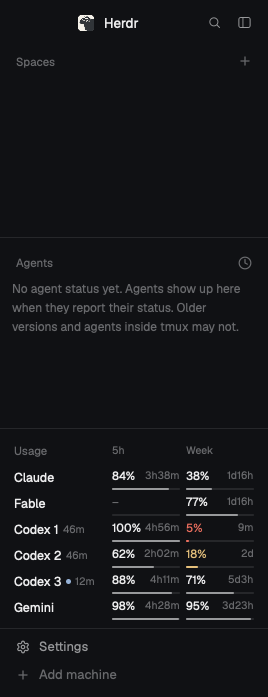 Herdr
Spaces
Agents
No agent status yet. Agents show up here
when they report their status. Older
versions and agents inside tmux may not.
Usage 5h Week
Claude 84% 3h38m 38% 1d16h
Fable – 77% 1d16h
Codex 1 46m 100% 4h56m 5% 9m
Codex 2 46m 62% 2h02m 18% 2d
Codex 3 12m 88% 4h11m 71% 5d3h
Gemini 98% 4h28m 95% 3d23h
Settings
Add machine